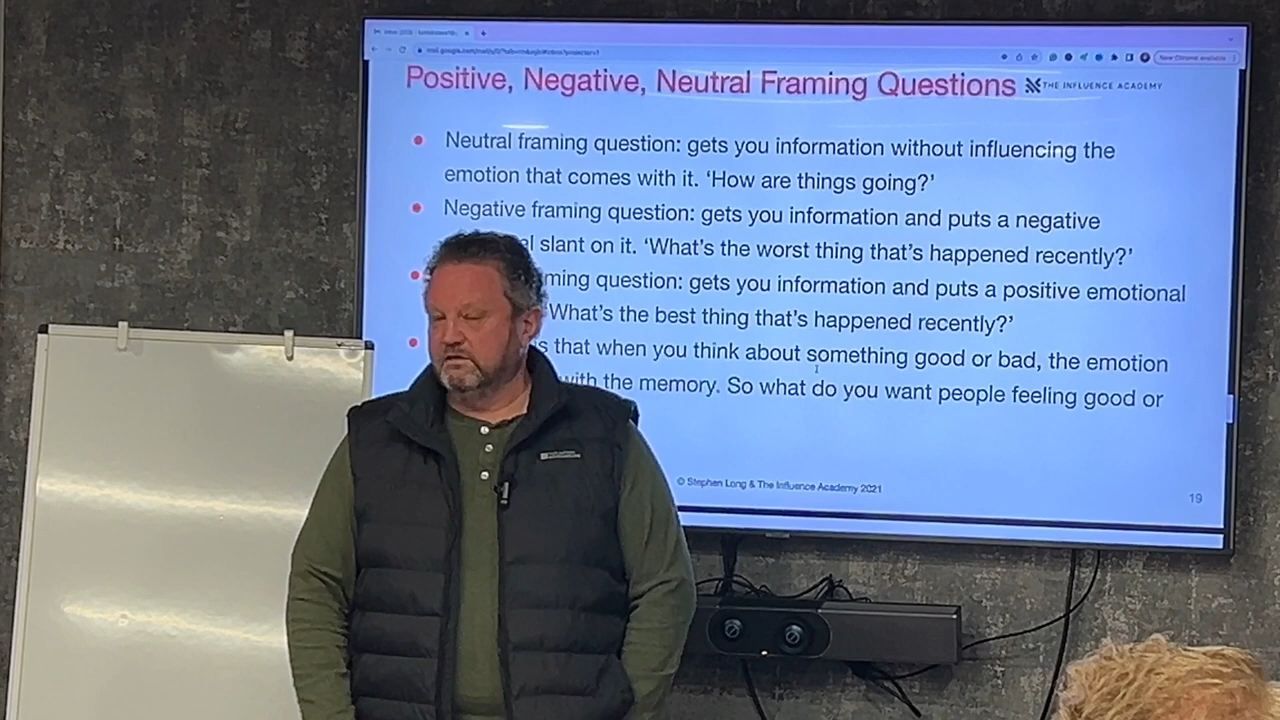 Positive, Negative, Neutral Framing Questions
THE INFLUENCE ACADEMY
New Chrome available
Neutral framing question: gets you information without influencing the
emotion that comes with it. ‘How are things going?’
Negative framing question: gets you information and puts a negative
slant on it. ‘What's the worst thing that's happened recently?’
question: gets you information and puts a positive emotional
‘What's the best thing that's happened recently?’
that when you think about something good or bad, the emotion
with the memory. So what do you want people feeling good or
© Stephen Long & The Influence Academy 2021
19